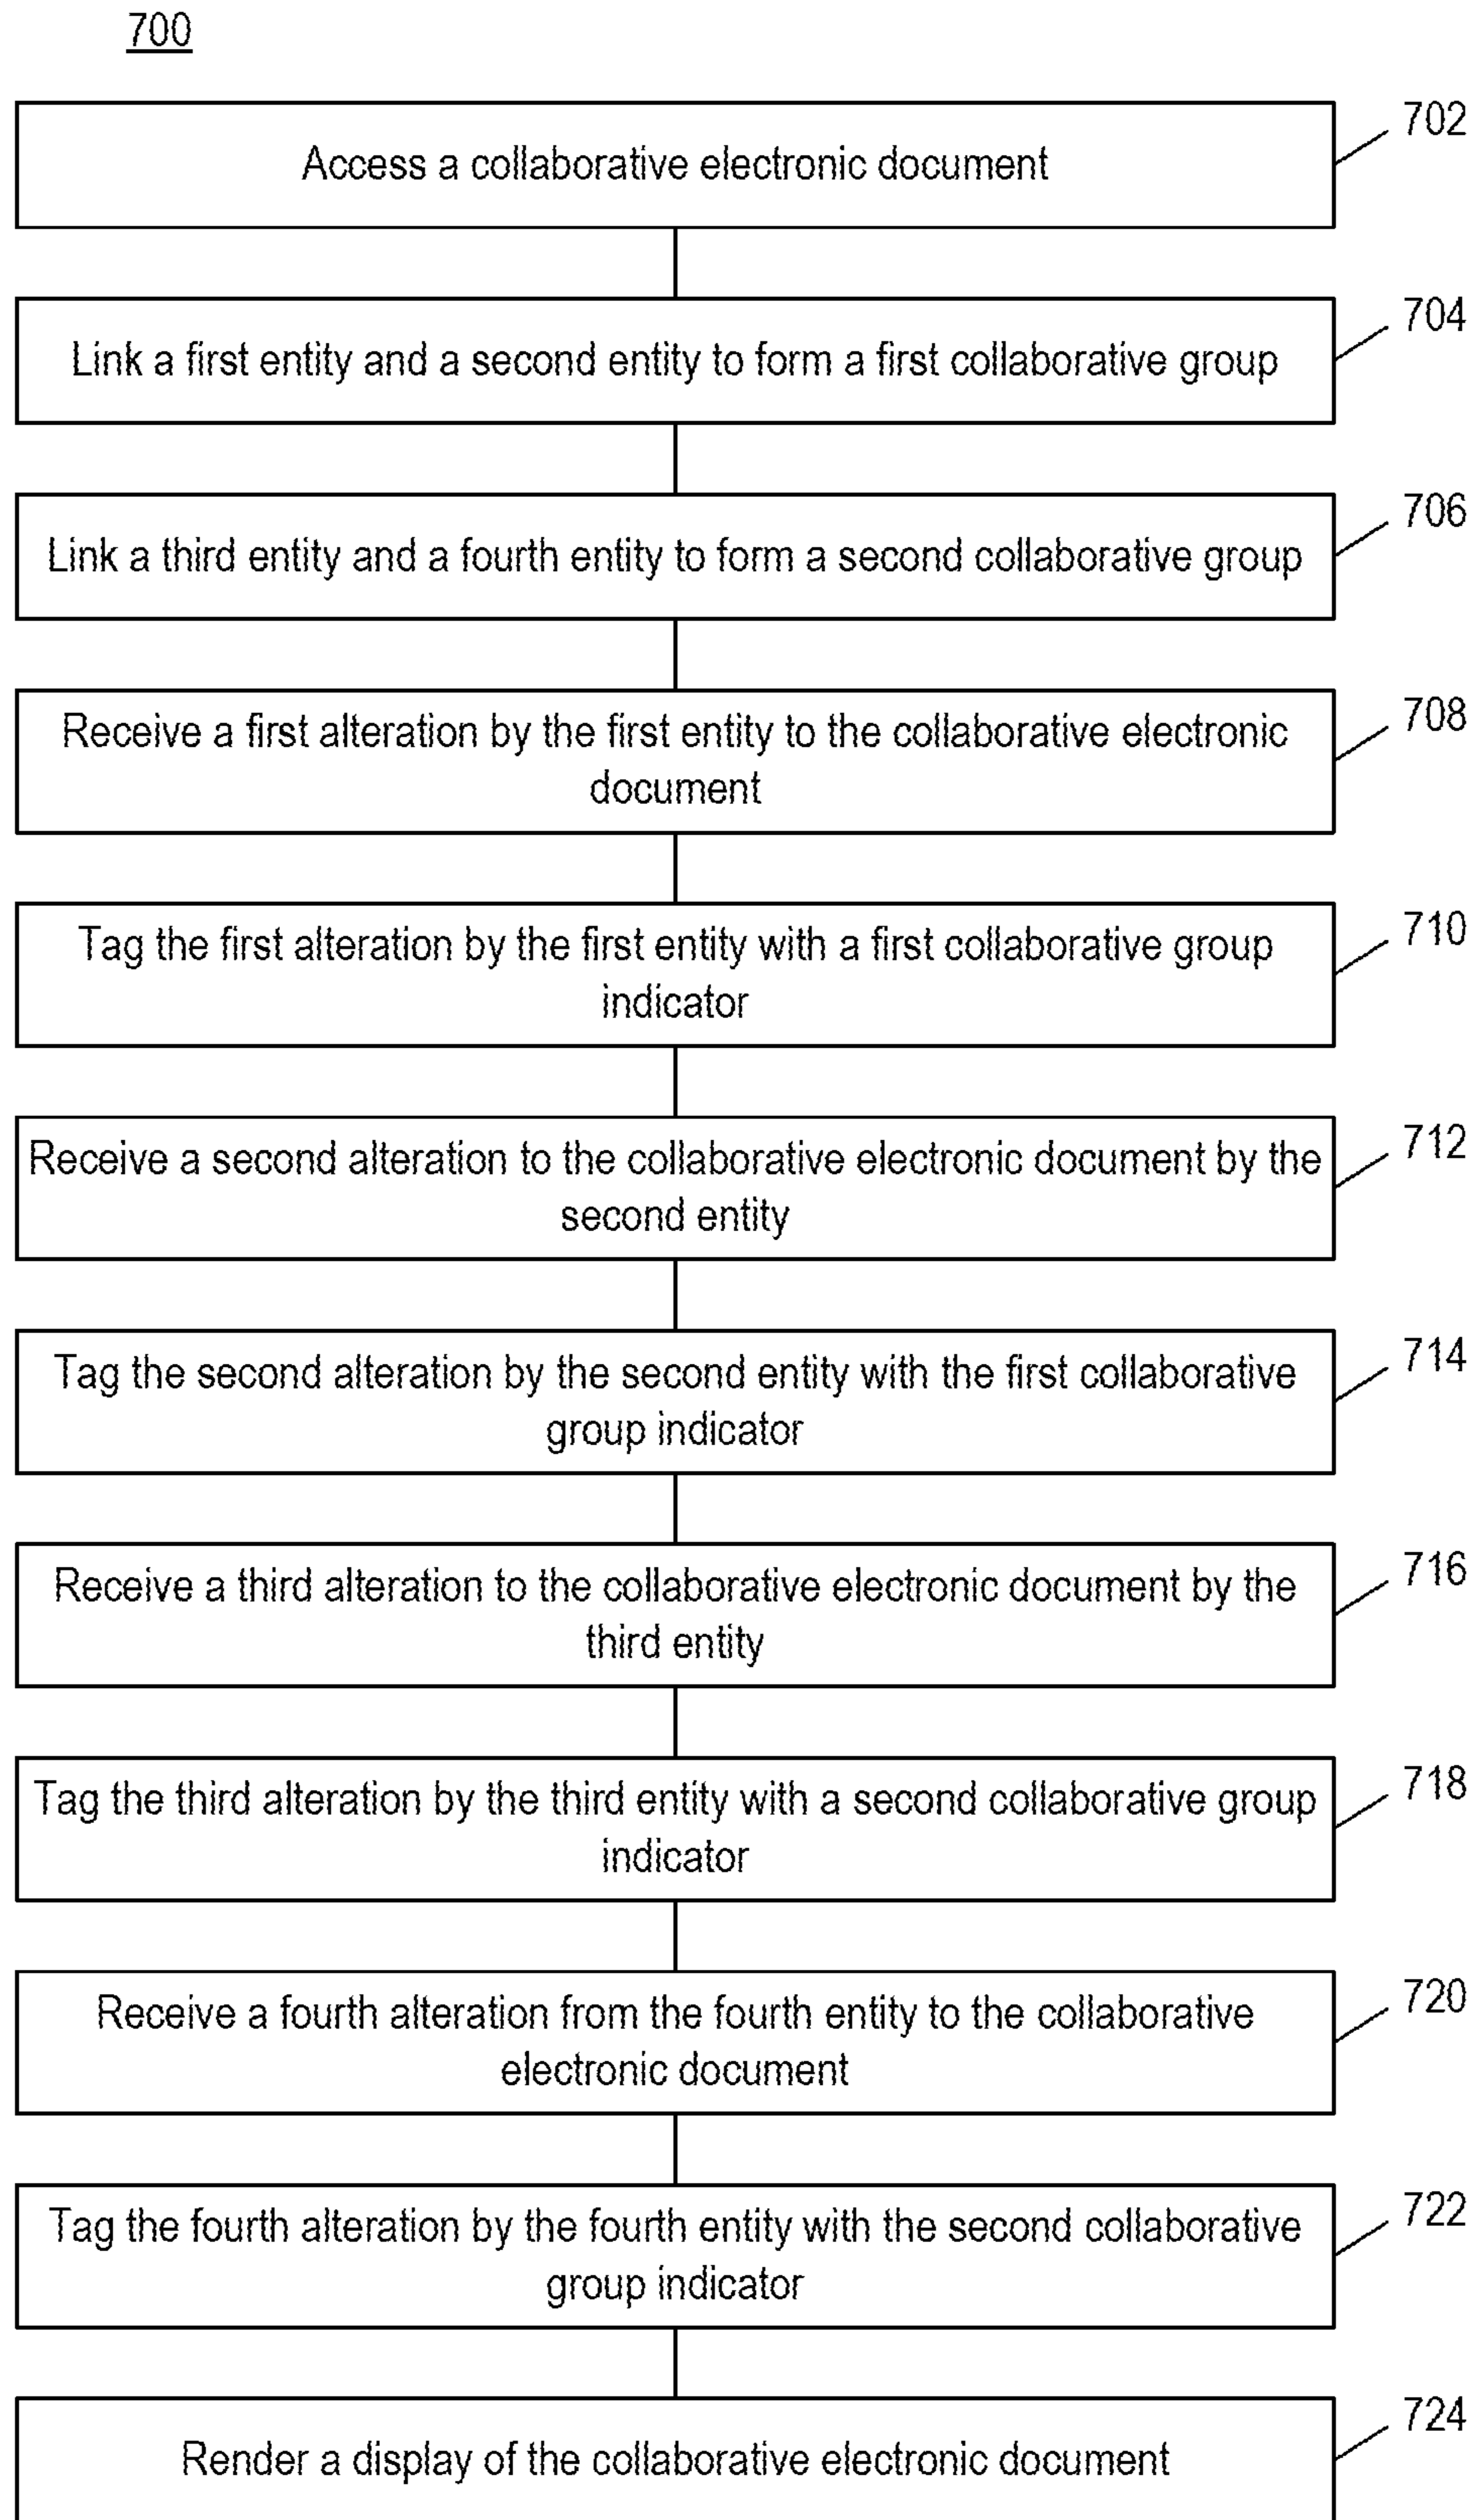 700
Access a collaborative electronic document
702
Link a first entity and a second entity to form a first collaborative group
704
Link a third entity and a fourth entity to form a second collaborative group
706
Receive a first alteration by the first entity to the collaborative electronic
document
708
Tag the first alteration by the first entity with a first collaborative group
indicator
710
Receive a second alteration to the collaborative electronic document by the
second entity
712
Tag the second alteration by the second entity with the first collaborative
group indicator
714
Receive a third alteration to the collaborative electronic document by the
third entity
716
Tag the third alteration by the third entity with a second collaborative group
indicator
718
Receive a fourth alteration from the fourth entity to the collaborative
electronic document
720
Tag the fourth alteration by the fourth entity with the second collaborative
group indicator
722
Render a display of the collaborative electronic document
724